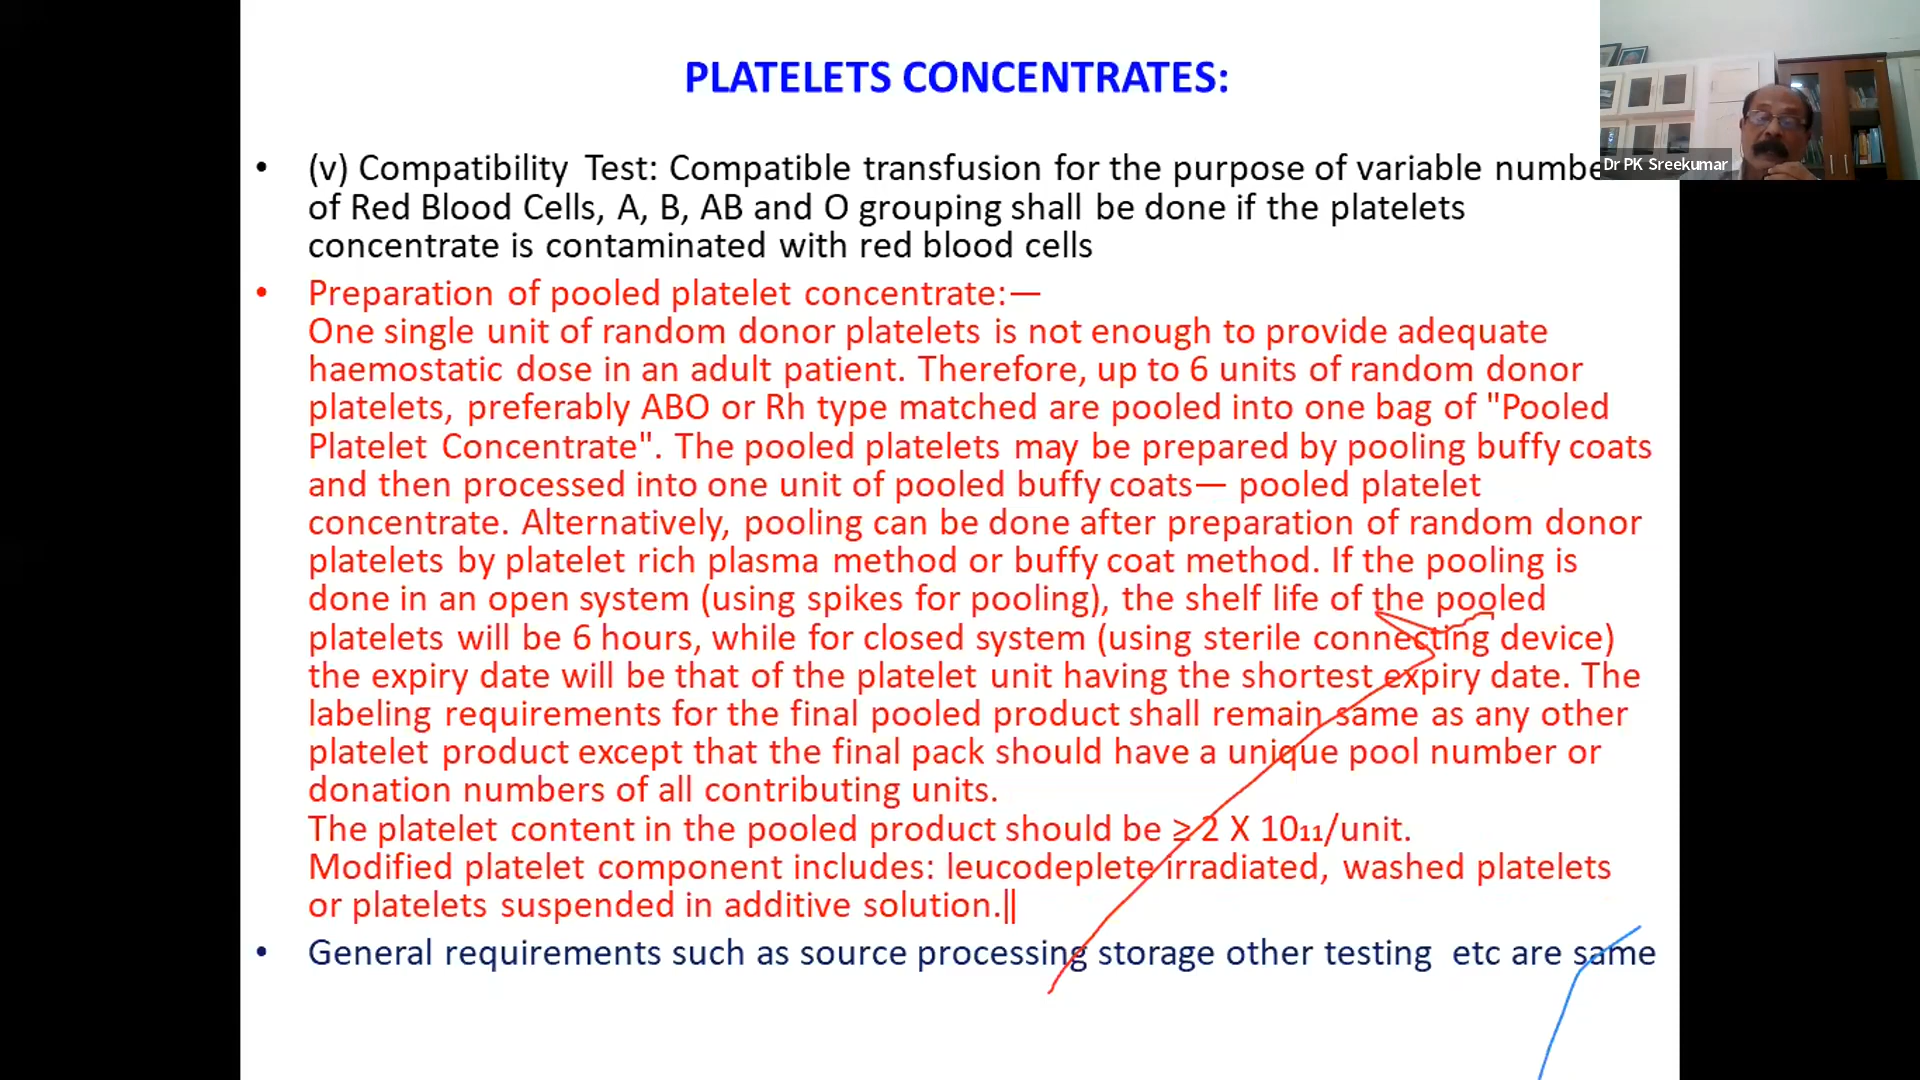 PLATELETS CONCENTRATES:
Dr PK Sreekumar
• (v) Compatibility Test: Compatible transfusion for the purpose of variable numbe
of Red Blood Cells, A, B, AB and O grouping shall be done if the platelets
concentrate is contaminated with red blood cells
• Preparation of pooled platelet concentrate:—
One single unit of random donor platelets is not enough to provide adequate
haemostatic dose in an adult patient. Therefore, up to 6 units of random donor
platelets, preferably ABO or Rh type matched are pooled into one bag of "Pooled
Platelet Concentrate". The pooled platelets may be prepared by pooling buffy coats
and then processed into one unit of pooled buffy coats— pooled platelet
concentrate. Alternatively, pooling can be done after preparation of random donor
platelets by platelet rich plasma method or buffy coat method. If the pooling is
done in an open system (using spikes for pooling), the shelf life of the pooled
platelets will be 6 hours, while for closed system (using sterile connecting device)
the expiry date will be that of the platelet unit having the shortest expiry date. The
labeling requirements for the final pooled product shall remain same as any other
platelet product except that the final pack should have a unique pool number or
donation numbers of all contributing units.
The platelet content in the pooled product should be ≥ 2 X 10₁₁/unit.
Modified platelet component includes: leucodeplete irradiated, washed platelets
or platelets suspended in additive solution.‖
• General requirements such as source processing storage other testing etc are same